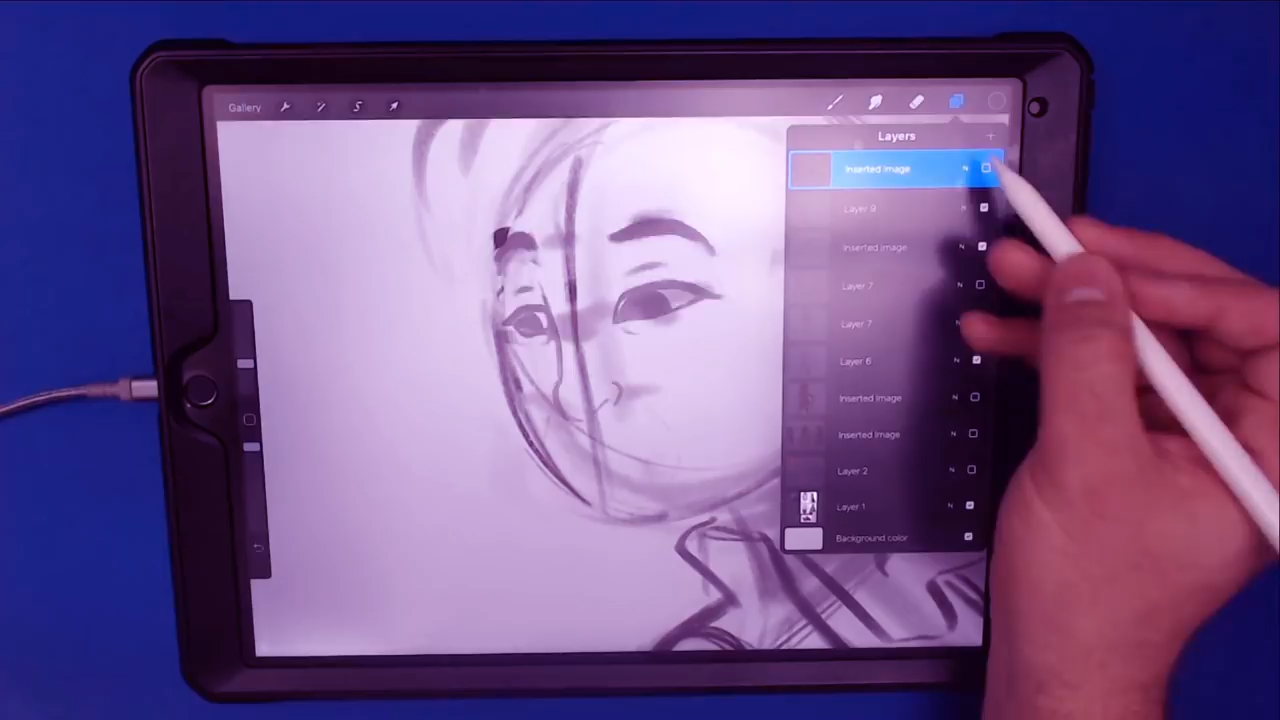 Gallery
Layers
Inserted Image N
Layer 9 N
Inserted Image N
Layer 7 N
Layer 7
Layer 6 N
Inserted Image N
Inserted Image N
Layer 2 N
Layer 1 N
Background color